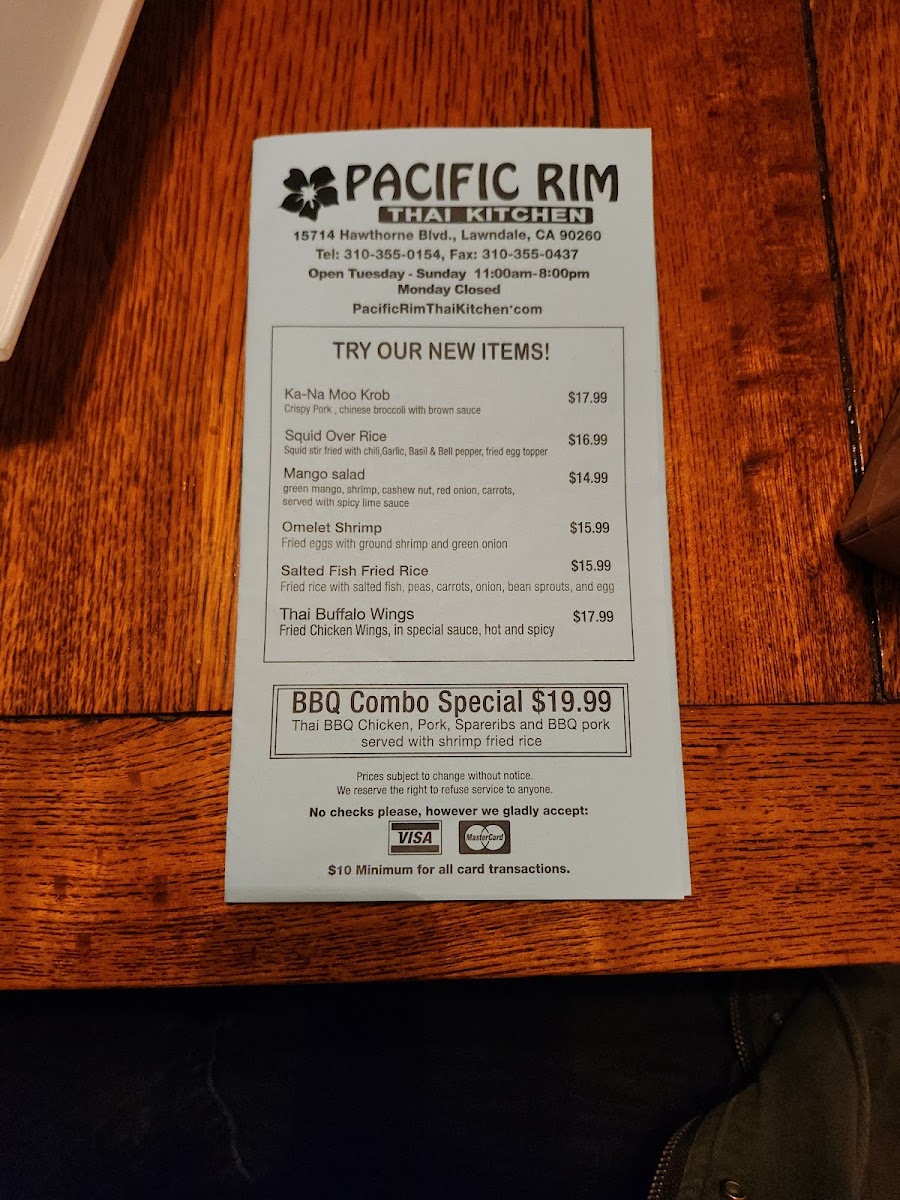 PACIFIC RIM
THAI KITCHEN
15714 Hawthorne Blvd., Lawndale, CA 90260
Tel: 310-355-0154, Fax: 310-355-0437
Open Tuesday - Sunday 11:00am-8:00pm
Monday Closed
PacificRimThaiKitchen•com
TRY OUR NEW ITEMS!
Ka-Na Moo Krob $17.99
Crispy Pork , chinese broccoli with brown sauce
Squid Over Rice $16.99
Squid stir fried with chili,Garlic, Basil & Bell pepper, fried egg topper
Mango salad $14.99
green mango, shrimp, cashew nut, red onion, carrots,
served with spicy lime sauce
Omelet Shrimp $15.99
Fried eggs with ground shrimp and green onion
Salted Fish Fried Rice $15.99
Fried rice with salted fish, peas, carrots, onion, bean sprouts, and egg
Thai Buffalo Wings $17.99
Fried Chicken Wings, in special sauce, hot and spicy
BBQ Combo Special $19.99
Thai BBQ Chicken, Pork, Spareribs and BBQ pork
served with shrimp fried rice
Prices subject to change without notice.
We reserve the right to refuse service to anyone.
No checks please, however we gladly accept:
VISA MasterCard
$10 Minimum for all card transactions.